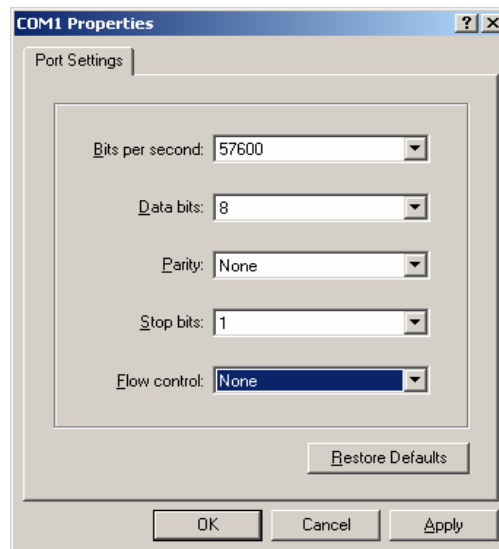 COM1 Properties
Port Settings
Bits per second: 57600
Data bits: 8
Parity: None
Stop bits: 1
Flow control: None
Restore Defaults
OK Cancel Apply